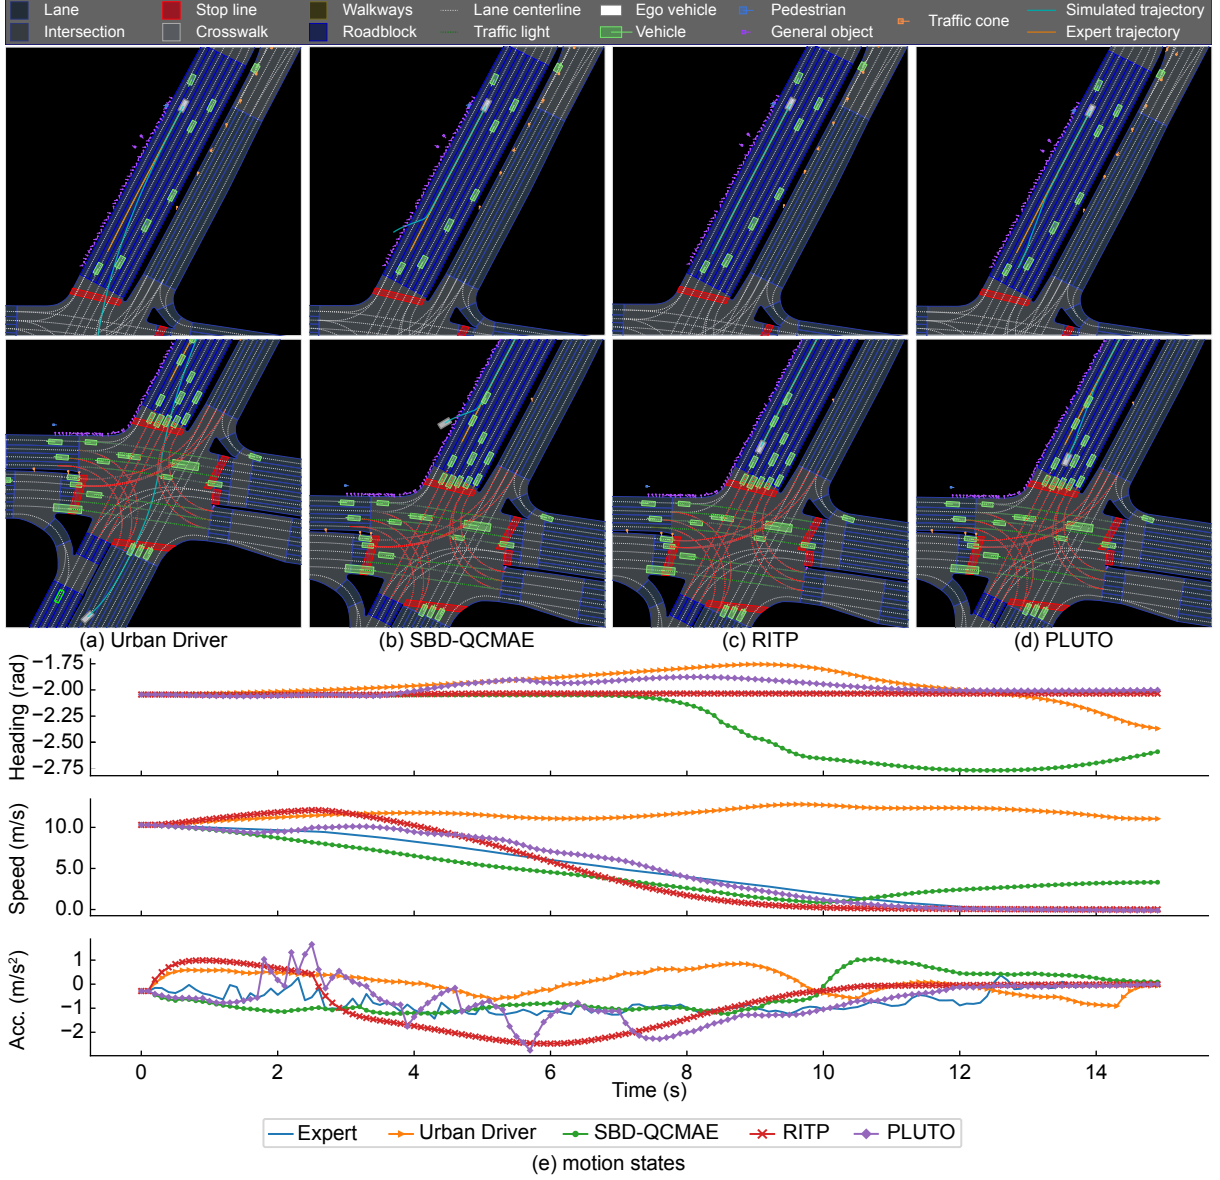 Lane Stop line Walkways Lane centerline Ego vehicle Pedestrian Traffic cone Simulated trajectory
Intersection Crosswalk Roadblock Traffic light Vehicle General object Expert trajectory
(a) Urban Driver (b) SBD-QCMAE (c) RITP (d) PLUTO
Heading (rad)
−1.75
−2.00
−2.25
−2.50
−2.75
Speed (m/s)
10.0
5.0
0.0
Acc. (m/s²)
1
0
−1
−2
0 2 4 6 8 10 12 14
Time (s)
Expert Urban Driver SBD-QCMAE RITP PLUTO
(e) motion states